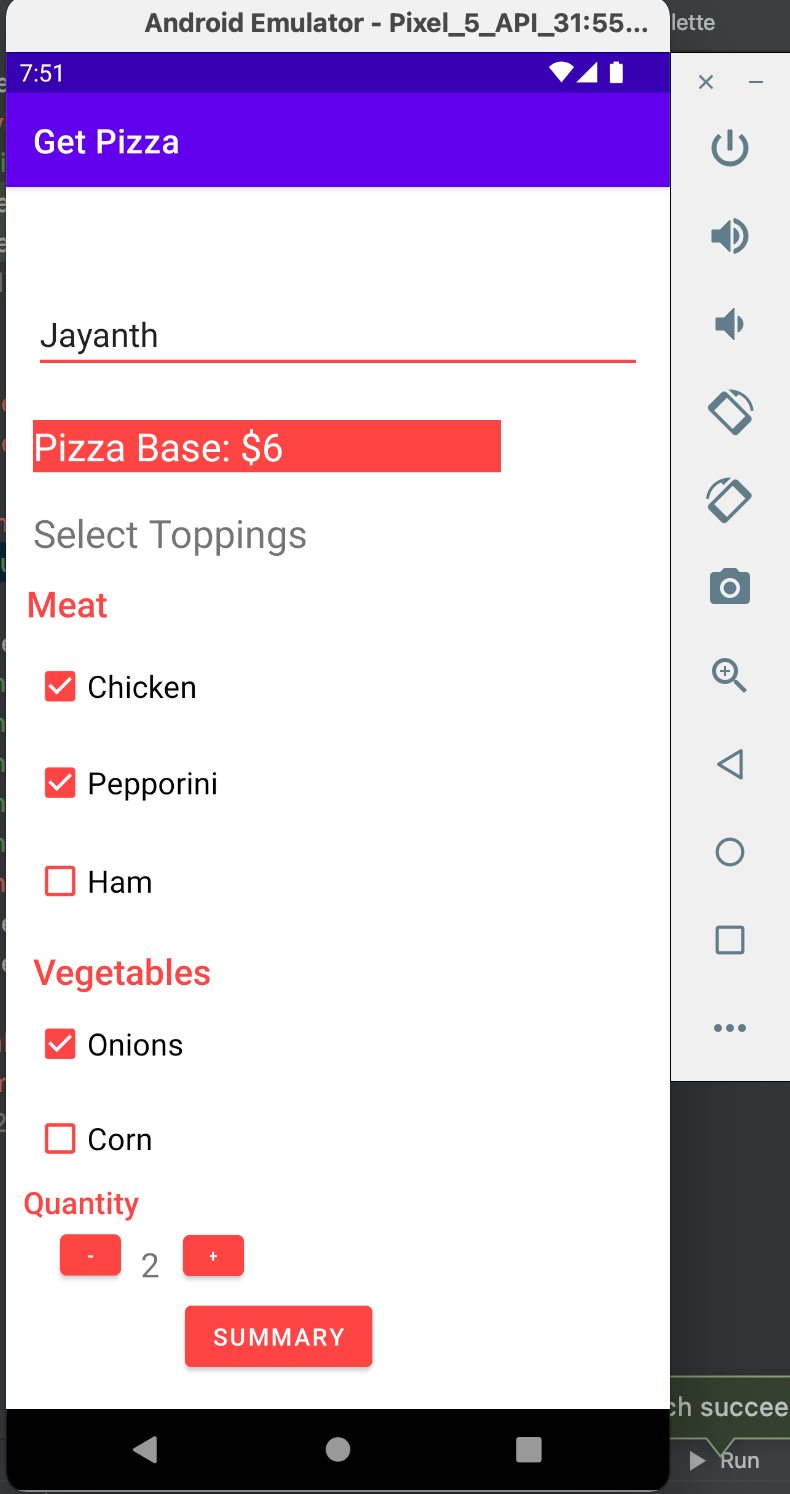 Android Emulator - Pixel_5_API_31:55...
lette
7:51
Get Pizza
Jayanth
Pizza Base: $6
Select Toppings
Meat
Chicken
Pepporini
Ham
Vegetables
Onions
Corn
Quantity
- 2 +
SUMMARY
ch succee
Run